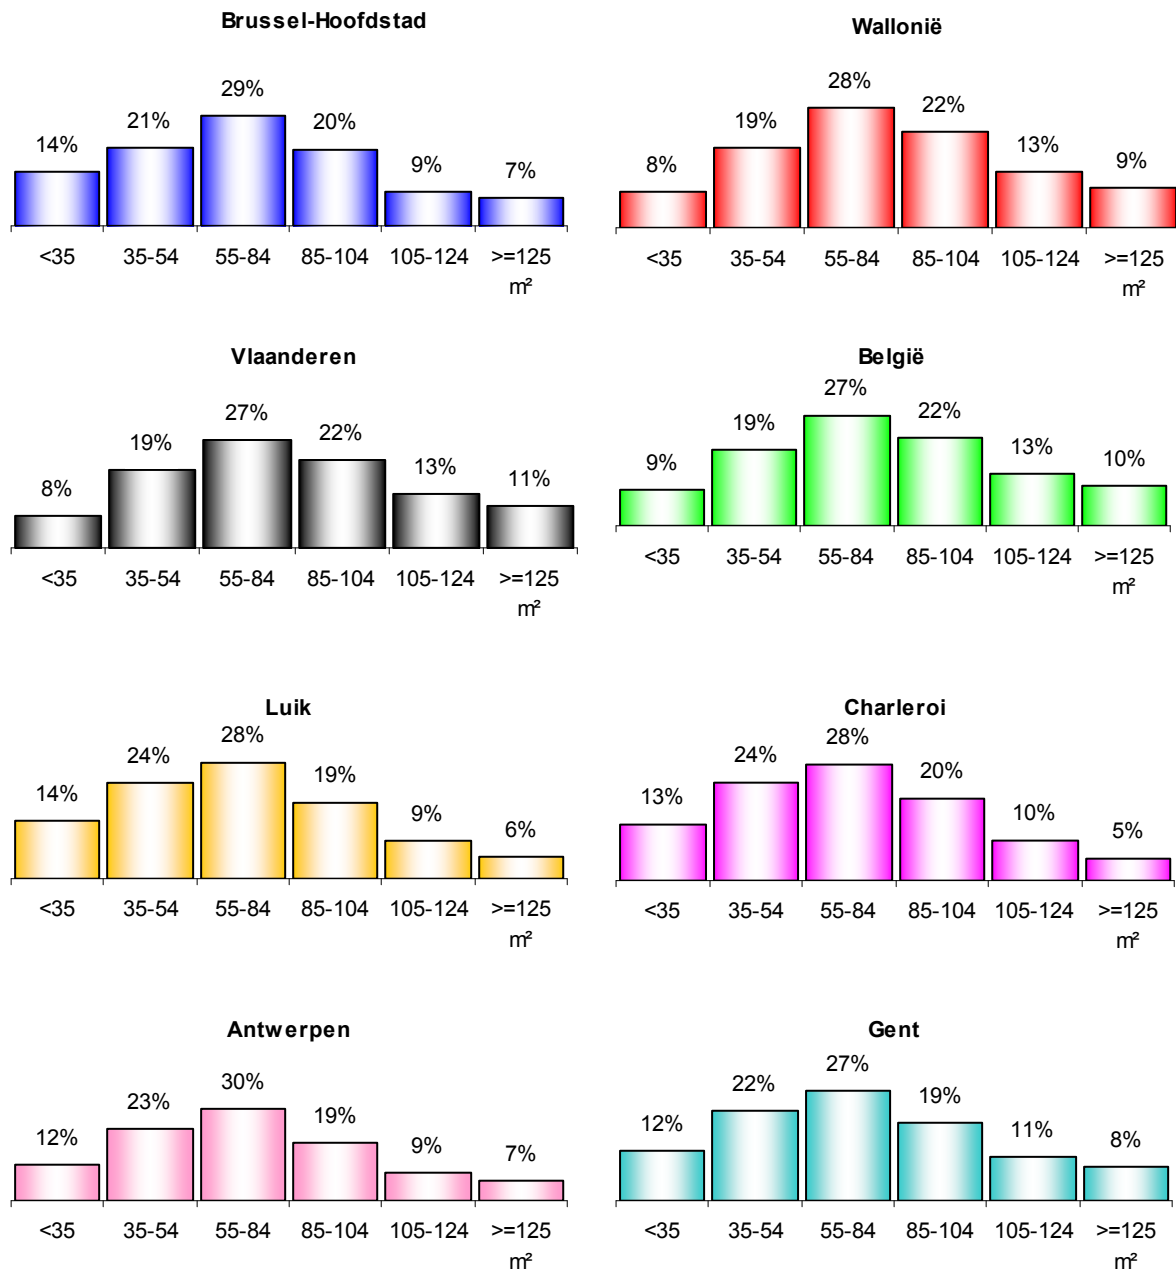 Brussel-Hoofdstad
14% 21% 29% 20% 9% 7%
<35 35-54 55-84 85-104 105-124 >=125
m²
Wallonië
8% 19% 28% 22% 13% 9%
<35 35-54 55-84 85-104 105-124 >=125
m²
Vlaanderen
8% 19% 27% 22% 13% 11%
<35 35-54 55-84 85-104 105-124 >=125
m²
België
9% 19% 27% 22% 13% 10%
<35 35-54 55-84 85-104 105-124 >=125
m²
Luik
14% 24% 28% 19% 9% 6%
<35 35-54 55-84 85-104 105-124 >=125
m²
Charleroi
13% 24% 28% 20% 10% 5%
<35 35-54 55-84 85-104 105-124 >=125
m²
Antwerpen
12% 23% 30% 19% 9% 7%
<35 35-54 55-84 85-104 105-124 >=125
m²
Gent
12% 22% 27% 19% 11% 8%
<35 35-54 55-84 85-104 105-124 >=125
m²